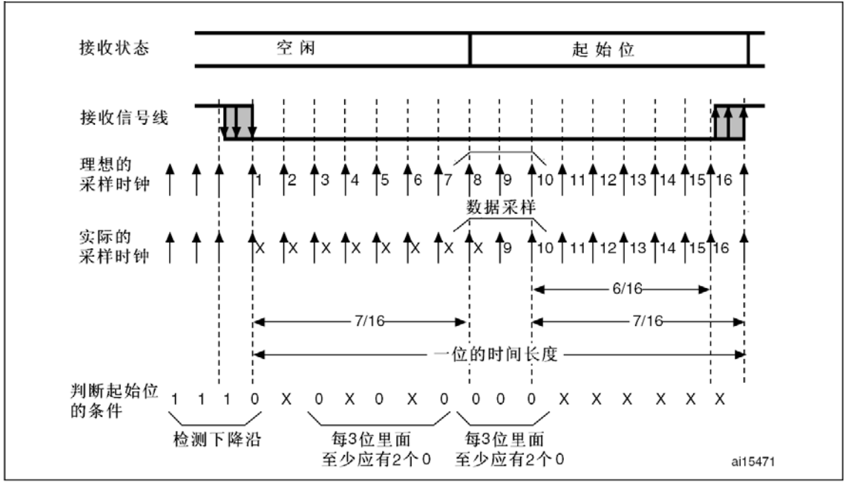 接收状态
空闲
起始位
接收信号线
理想的
采样时钟
1 2 3 4 5 6 7 8 9 10 11 12 13 14 15 16
数据采样
实际的
采样时钟
X X X X X X X X 9 10 11 12 13 14 15 16
6/16
7/16
7/16
一位的时间长度
判断起始位
的条件
1 1 1 0 X 0 X 0 X 0 0 0 0 X X X X X X
检测下降沿
每3位里面
至少应有2个0
每3位里面
至少应有2个0
ai15471